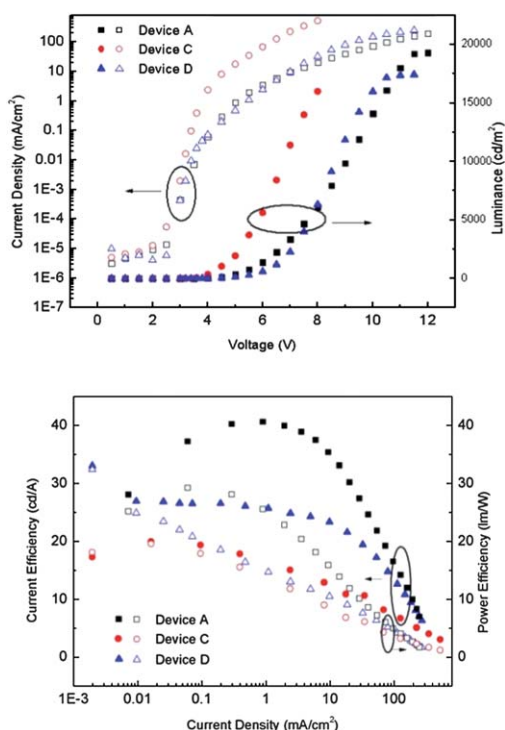 100
10
1
0.1
0.01
1E-3
1E-4
1E-5
1E-6
1E-7
Current Density (mA/cm²)
Device A
Device C
Device D
20000
15000
10000
5000
0
Luminance (cd/m²)
0 2 4 6 8 10 12
Voltage (V)
40
30
20
10
0
Current Efficiency (cd/A)
Device A
Device C
Device D
40
30
20
10
0
Power Efficiency (lm/W)
1E-3 0.01 0.1 1 10 100
Current Density (mA/cm²)